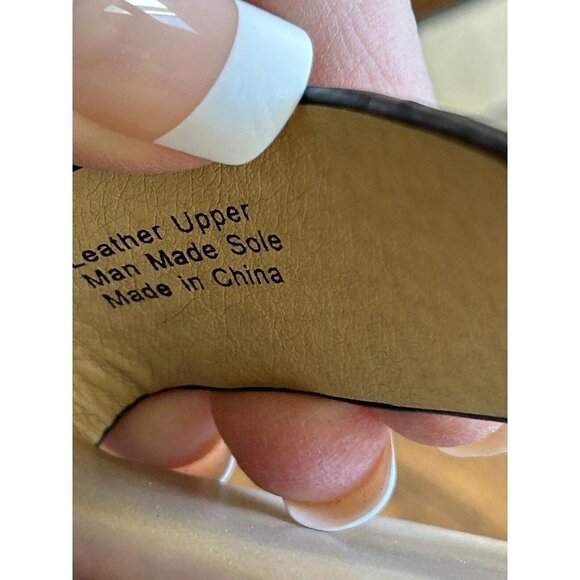 Leather Upper
Man Made Sole
Made in China